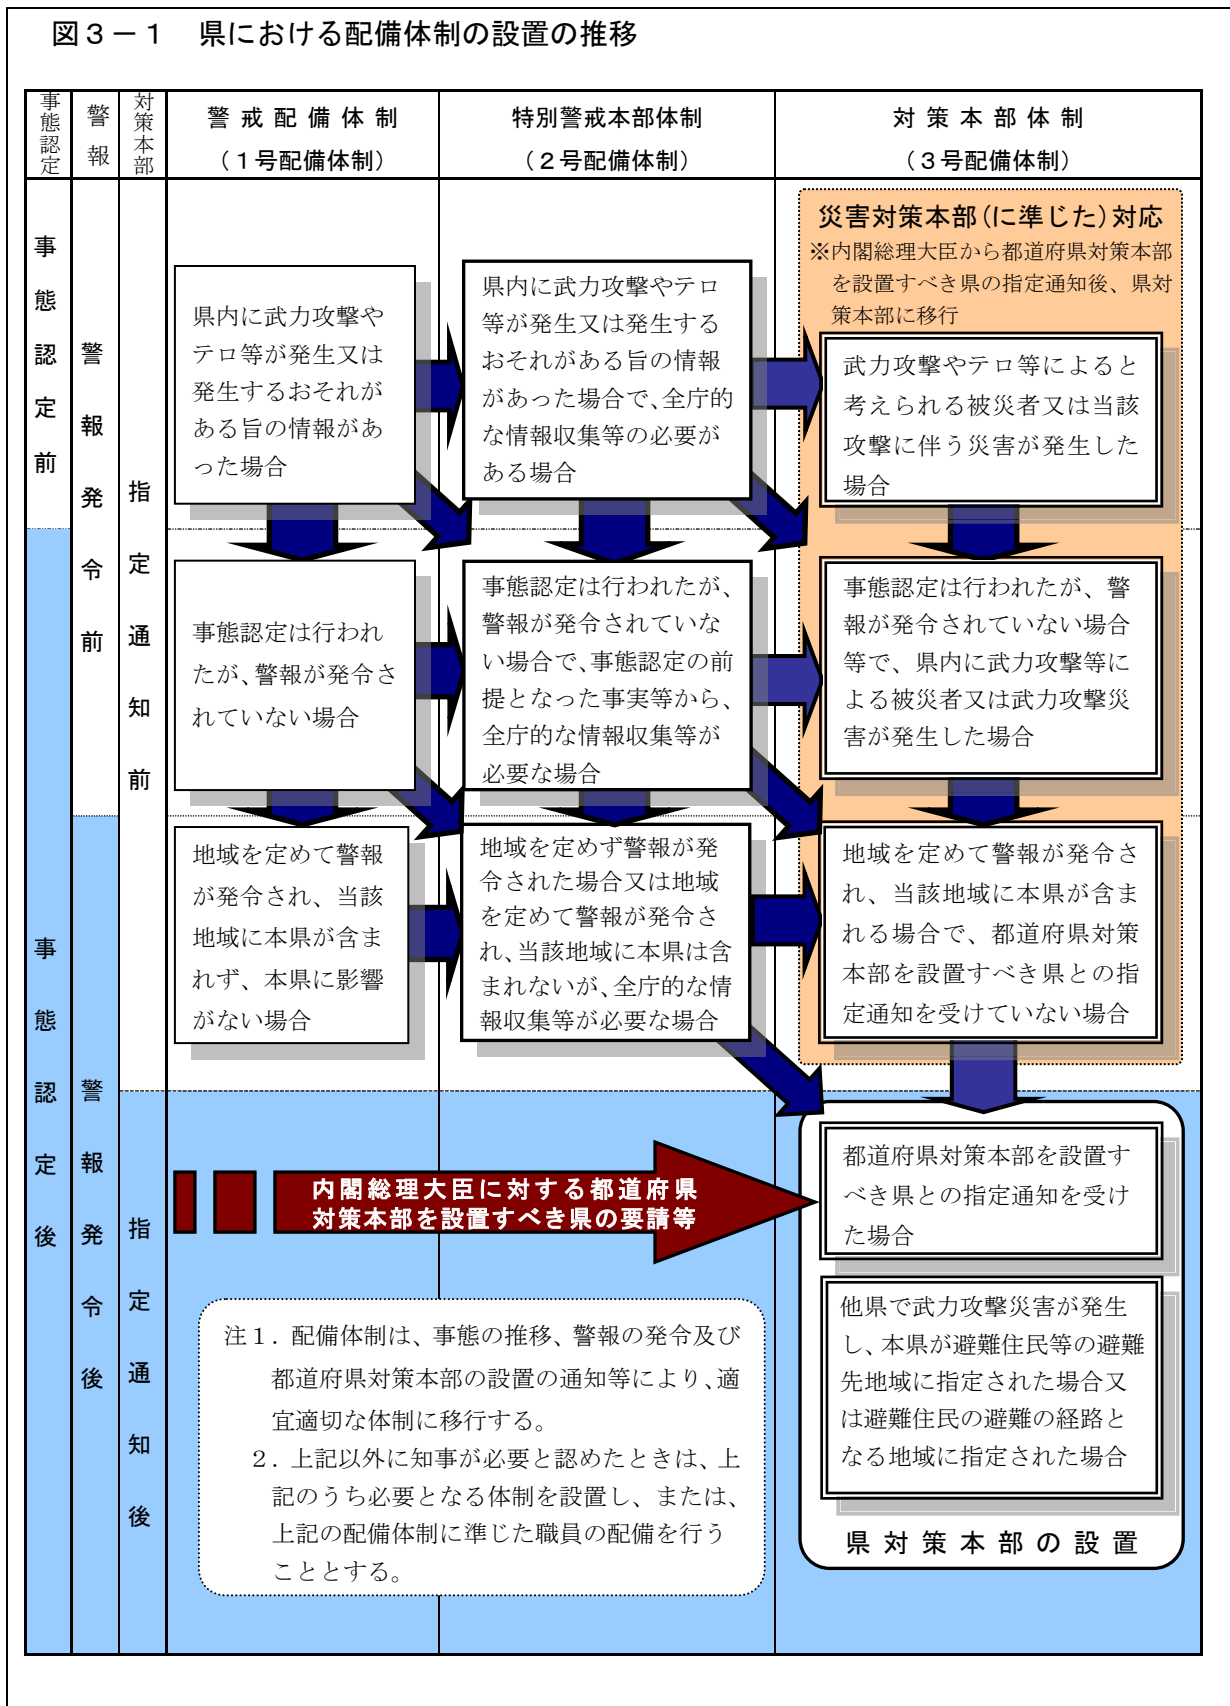 図３－１　県における配備体制の設置の推移
事態認定
警報
対策本部
警戒配備体制
（１号配備体制）
特別警戒本部体制
（２号配備体制）
対策本部体制
（３号配備体制）
事態認定前
警報発令前
指定通知前
県内に武力攻撃や
テロ等が発生又は
発生するおそれが
ある旨の情報があ
った場合
県内に武力攻撃やテロ
等が発生又は発生する
おそれがある旨の情報
があった場合で、全庁的
な情報収集等の必要が
ある場合
災害対策本部(に準じた)対応
※内閣総理大臣から都道府県対策本部
を設置すべき県の指定通知後、県対
策本部に移行
武力攻撃やテロ等によると
考えられる被災者又は当該
攻撃に伴う災害が発生した
場合
事態認定は行われ
たが、警報が発令さ
れていない場合
事態認定は行われたが、
警報が発令されていな
い場合で、事態認定の前
提となった事実等から、
全庁的な情報収集等が
必要な場合
事態認定は行われたが、警
報が発令されていない場合
等で、県内に武力攻撃等に
よる被災者又は武力攻撃災
害が発生した場合
事態認定後
警報発令後
地域を定めて警報
が発令され、当該
地域に本県が含ま
れず、本県に影響
がない場合
地域を定めず警報が発
令された場合又は地域
を定めて警報が発令さ
れ、当該地域に本県は含
まれないが、全庁的な情
報収集等が必要な場合
地域を定めて警報が発令さ
れ、当該地域に本県が含ま
れる場合で、都道府県対策
本部を設置すべき県との指
定通知を受けていない場合
指定通知後
内閣総理大臣に対する都道府県
対策本部を設置すべき県の要請等
都道府県対策本部を設置す
べき県との指定通知を受け
た場合
他県で武力攻撃災害が発生
し、本県が避難住民等の避難
先地域に指定された場合又
は避難住民の避難の経路と
なる地域に指定された場合
県対策本部の設置
注１．配備体制は、事態の推移、警報の発令及び
都道府県対策本部の設置の通知等により、適
宜適切な体制に移行する。
２．上記以外に知事が必要と認めたときは、上
記のうち必要となる体制を設置し、または、
上記の配備体制に準じた職員の配備を行う
こととする。